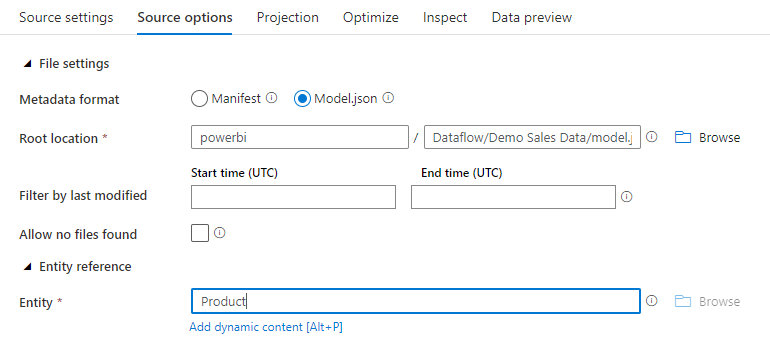 Source settings Source options Projection Optimize Inspect Data preview
File settings
Metadata format Manifest Model.json
Root location * powerbi / Dataflow/Demo Sales Data/model.j Browse
Start time (UTC) End time (UTC)
Filter by last modified
Allow no files found
Entity reference
Entity * Product Browse
Add dynamic content [Alt+P]